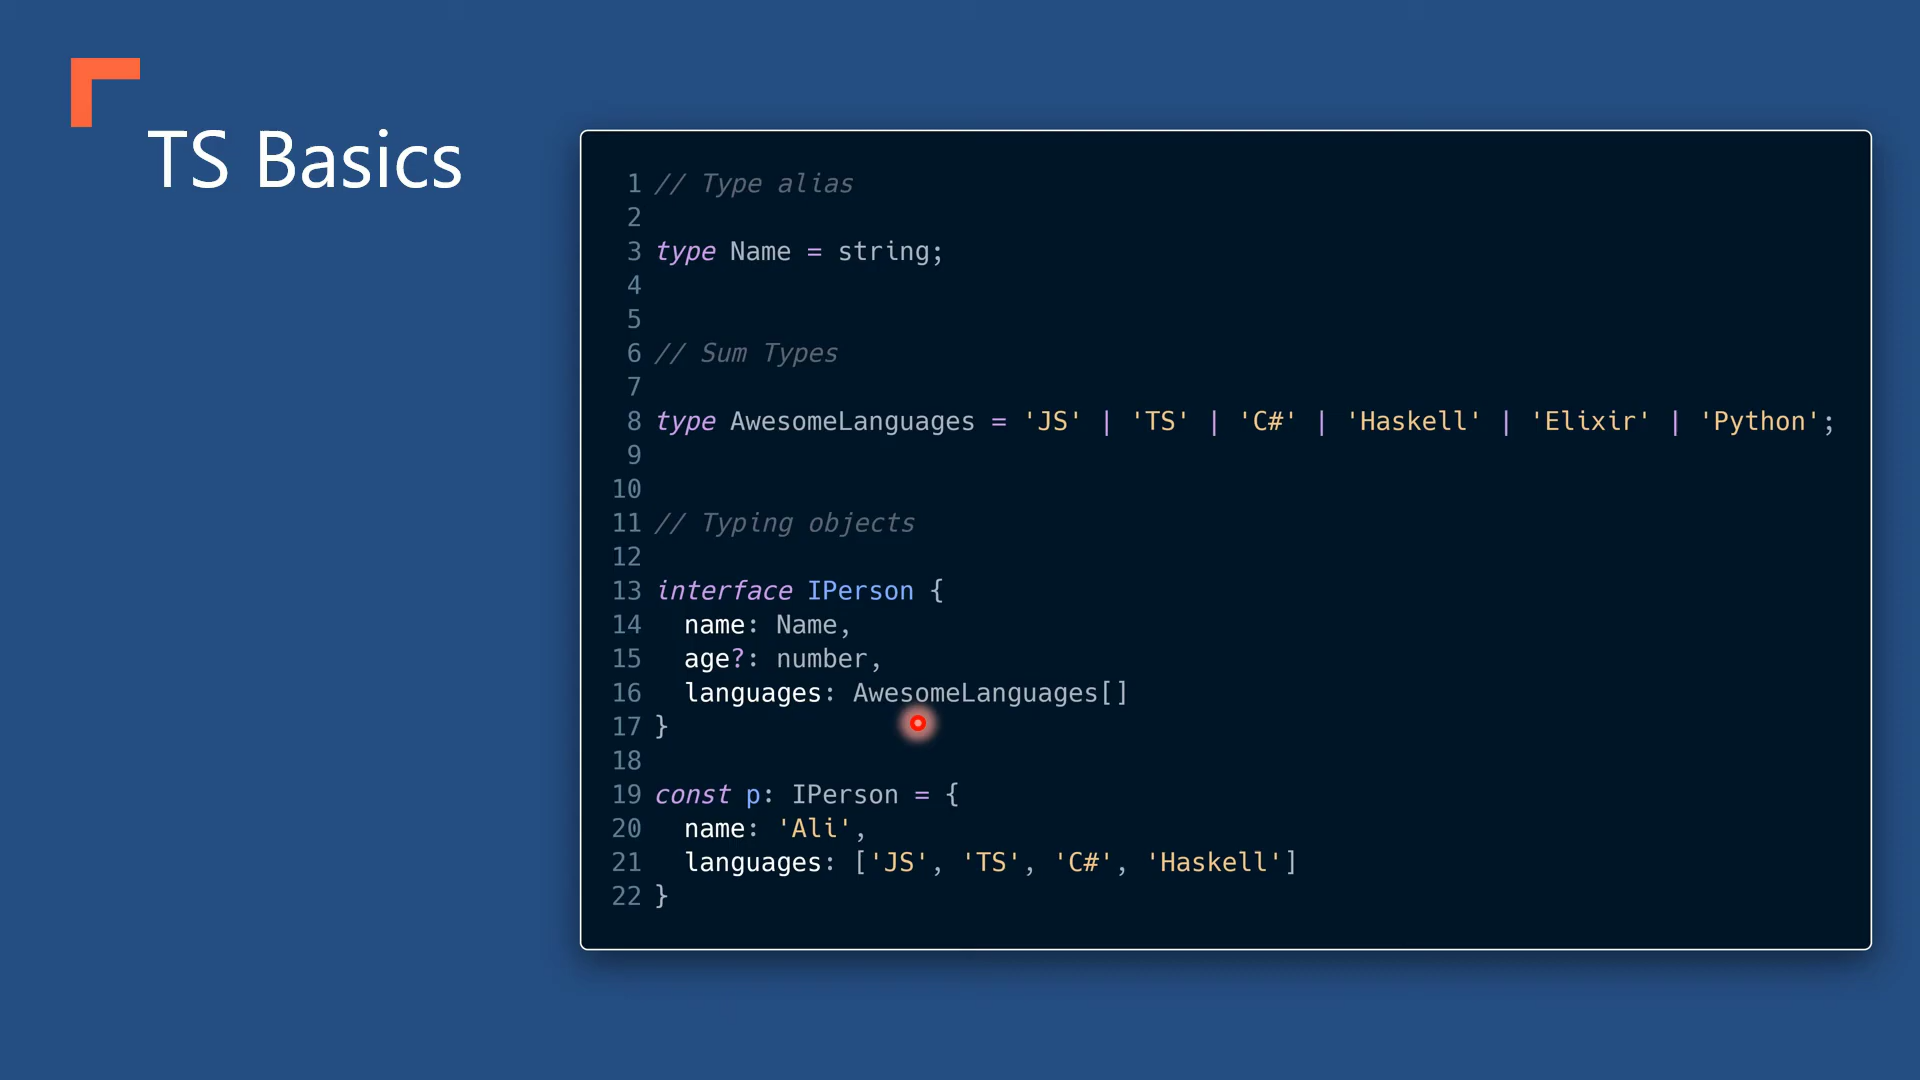 TS Basics
1 // Type alias
2
3 type Name = string;
4
5
6 // Sum Types
7
8 type AwesomeLanguages = 'JS' | 'TS' | 'C#' | 'Haskell' | 'Elixir' | 'Python';
9
10
11 // Typing objects
12
13 interface IPerson {
14   name: Name,
15   age?: number,
16   languages: AwesomeLanguages[]
17 }
18
19 const p: IPerson = {
20   name: 'Ali',
21   languages: ['JS', 'TS', 'C#', 'Haskell']
22 }